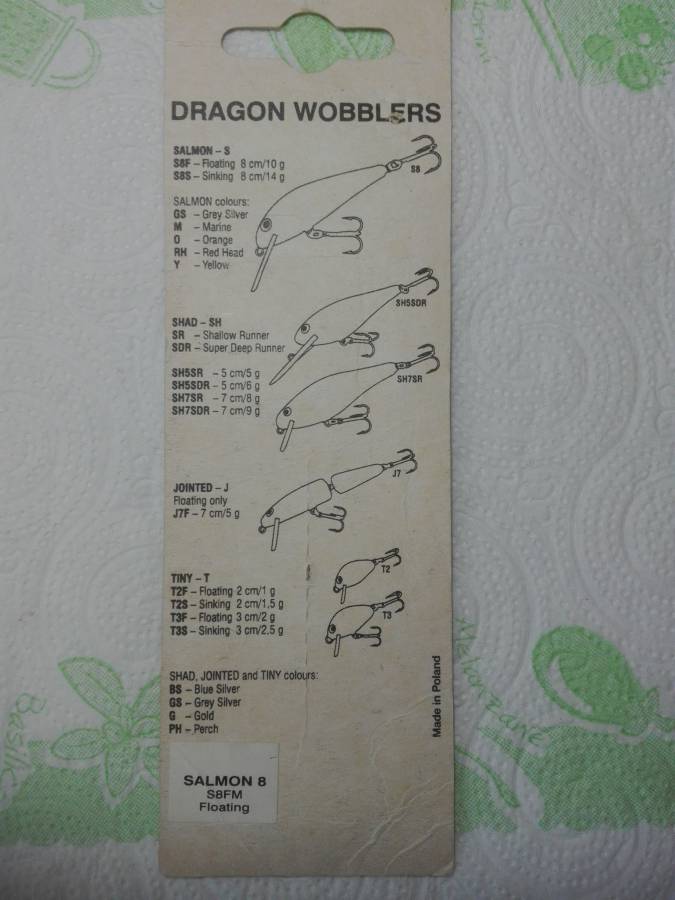 DRAGON WOBBLERS
SALMON – S
S8F – Floating 8 cm/10 g
S8S – Sinking 8 cm/14 g
S8
SALMON colours:
GS – Grey Silver
M – Marine
O – Orange
RH – Red Head
Y – Yellow
SH5SDR
SHAD – SH
SR – Shallow Runner
SDR – Super Deep Runner
SH5SR – 5 cm/5 g
SH5SDR – 5 cm/6 g
SH7SR – 7 cm/8 g
SH7SDR – 7 cm/9 g
SH7SR
J7
JOINTED – J
Floating only
J7F – 7 cm/5 g
T2
TINY – T
T2F – Floating 2 cm/1 g
T2S – Sinking 2 cm/1,5 g
T3F – Floating 3 cm/2 g
T3S – Sinking 3 cm/2.5 g
T3
SHAD, JOINTED and TINY colours:
BS – Blue Silver
GS – Grey Silver
G – Gold
PH – Perch
Made in Poland
SALMON 8
S8FM
Floating
Melanzane